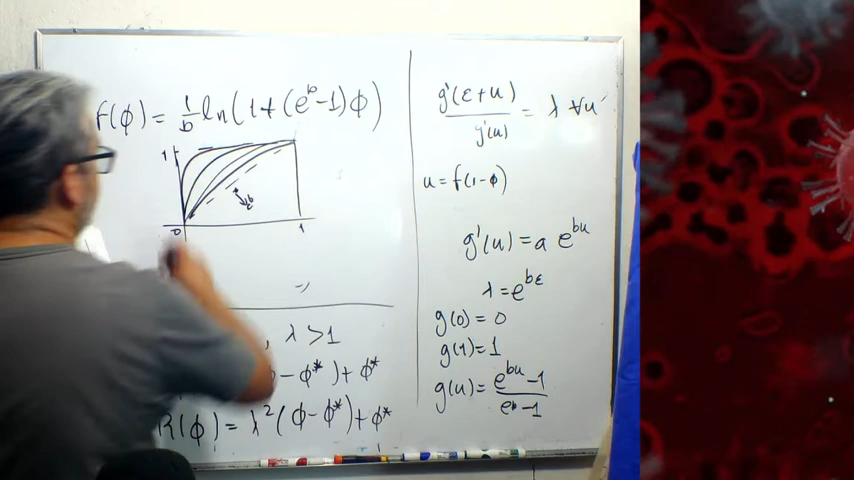 f(φ) = 1/b ln(1+(e^b-1)φ)
1
0
1
, λ>1
- φ*) + φ*
R(φ) = λ²(φ-φ*)+φ*
g'(ε+u)/g'(u) = λ ∀u
u = f(1-φ)
g'(u) = a e^{bu}
λ = e^{bε}
g(0) = 0
g(1) = 1
g(u) = (e^{bu}-1)/(e^b-1)